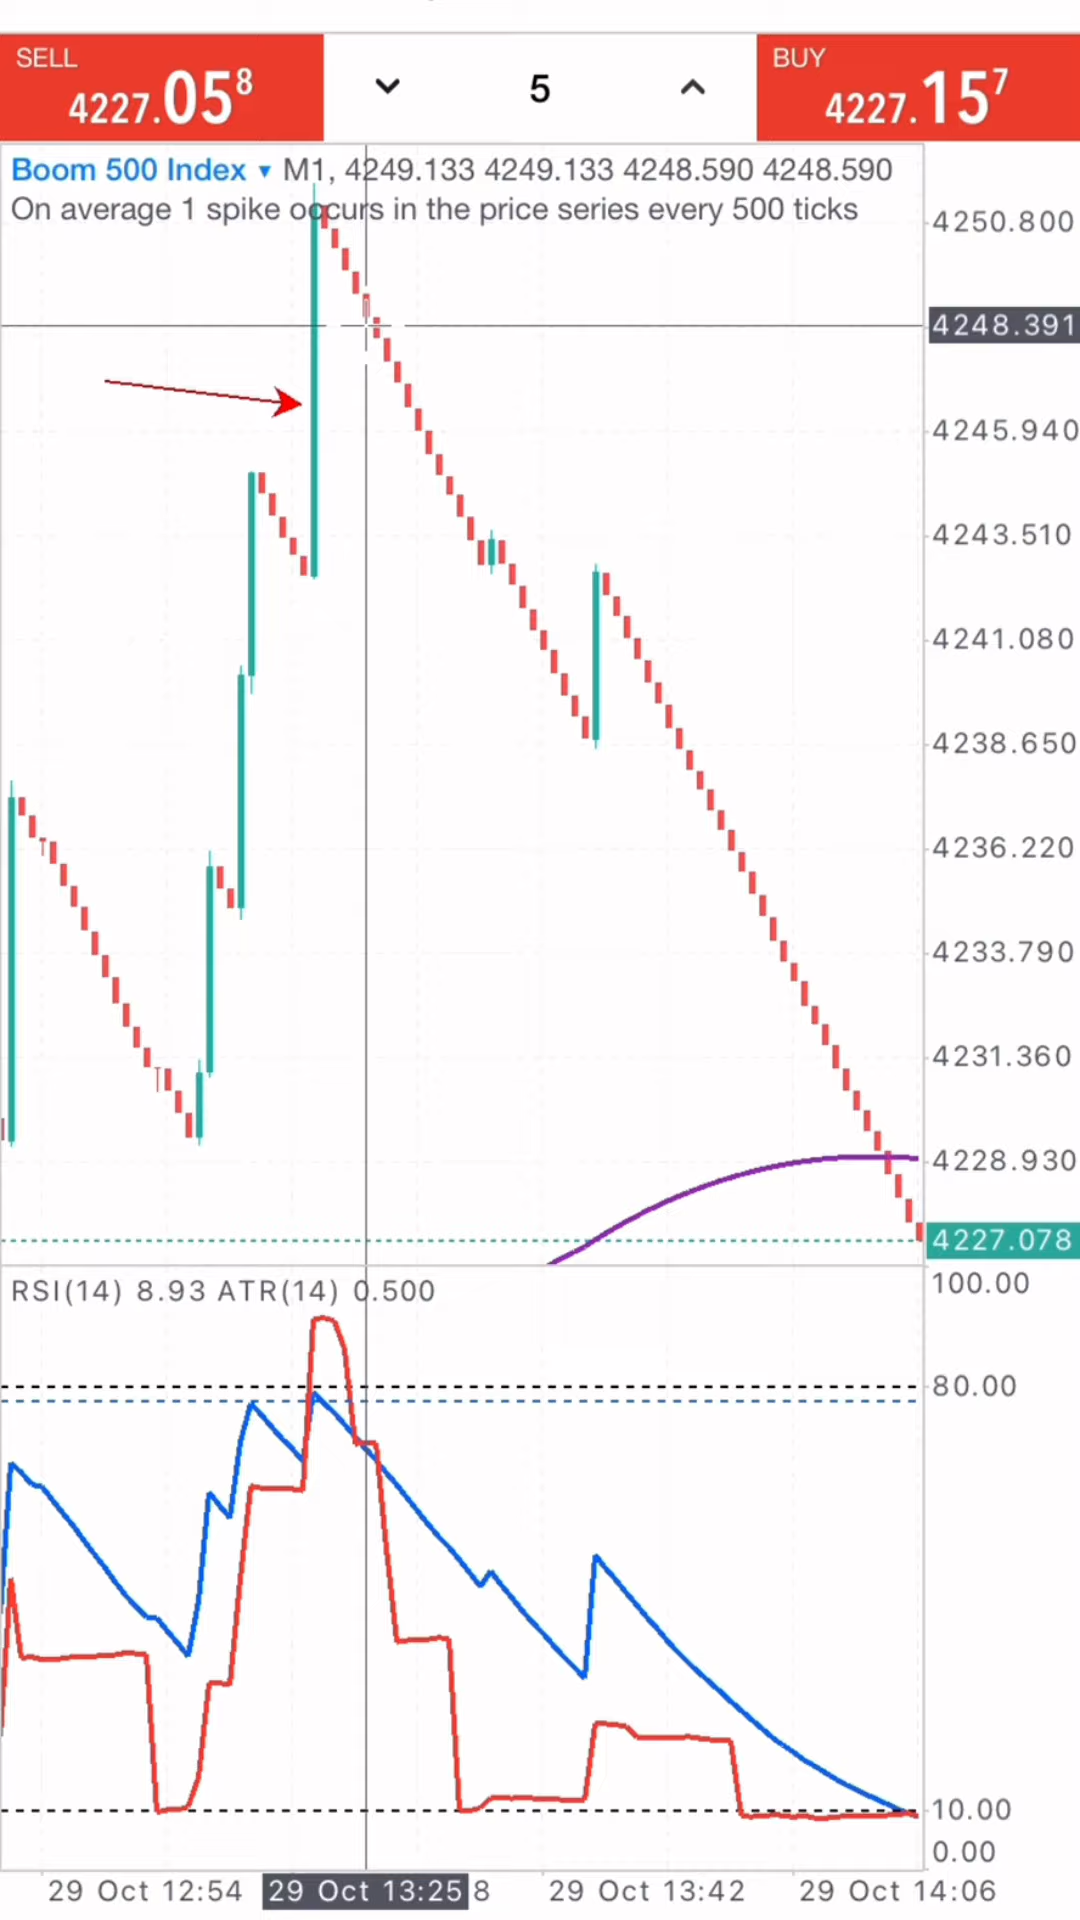 SELL
4227.058
5
BUY
4227.157
Boom 500 Index ▾ M1, 4249.133 4249.133 4248.590 4248.590
On average 1 spike occurs in the price series every 500 ticks
4250.800
4248.391
4245.940
4243.510
4241.080
4238.650
4236.220
4233.790
4231.360
4228.930
4227.078
RSI(14) 8.93 ATR(14) 0.500
100.00
80.00
10.00
0.00
29 Oct 12:54
29 Oct 13:25
8
29 Oct 13:42
29 Oct 14:06